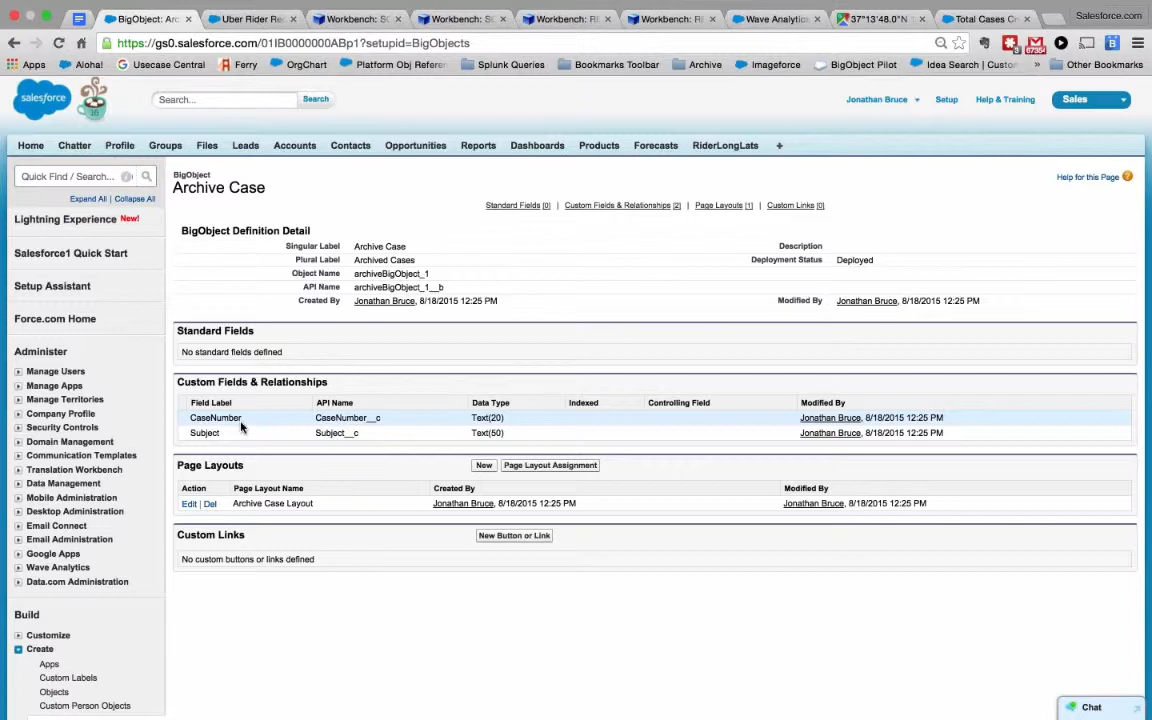 BigObject: Arc
Uber Rider Re
Workbench: SC
Workbench: SC
Workbench: RE
Workbench: RE
Wave Analytics
37°13'48.0"N
Total Cases Cr
Salesforce.com
https://gs0.salesforce.com/01IB0000000ABp1?setupid=BigObjects
Apps
Aloha!
Usecase Central
Ferry
OrgChart
Platform Obj Referen
Splunk Queries
Bookmarks Toolbar
Archive
Imageforce
BigObject Pilot
Idea Search | Custom
»
Other Bookmarks
salesforce
Search...
Search
Jonathan Bruce
Setup
Help & Training
Sales
Home
Chatter
Profile
Groups
Files
Leads
Accounts
Contacts
Opportunities
Reports
Dashboards
Products
Forecasts
RiderLongLats
+
Quick Find / Search...
Expand All | Collapse All
Lightning Experience New!
Salesforce1 Quick Start
Setup Assistant
Force.com Home
Administer
Manage Users
Manage Apps
Manage Territories
Company Profile
Security Controls
Domain Management
Communication Templates
Translation Workbench
Data Management
Mobile Administration
Desktop Administration
Email Connect
Email Administration
Google Apps
Wave Analytics
Data.com Administration
Build
Customize
Create
Apps
Custom Labels
Objects
Custom Person Objects
BigObject
Archive Case
Help for this Page
Standard Fields [0] | Custom Fields & Relationships [2] | Page Layouts [1] | Custom Links [0]
BigObject Definition Detail
Singular Label Archive Case Description
Plural Label Archived Cases Deployment Status Deployed
Object Name archiveBigObject_1
API Name archiveBigObject_1__b
Created By Jonathan Bruce, 8/18/2015 12:25 PM Modified By Jonathan Bruce, 8/18/2015 12:25 PM
Standard Fields
No standard fields defined
Custom Fields & Relationships
Field Label API Name Data Type Indexed Controlling Field Modified By
CaseNumber CaseNumber__c Text(20) Jonathan Bruce, 8/18/2015 12:25 PM
Subject Subject__c Text(50) Jonathan Bruce, 8/18/2015 12:25 PM
Page Layouts New Page Layout Assignment
Action Page Layout Name Created By Modified By
Edit | Del Archive Case Layout Jonathan Bruce, 8/18/2015 12:25 PM Jonathan Bruce, 8/18/2015 12:25 PM
Custom Links New Button or Link
No custom buttons or links defined
Chat